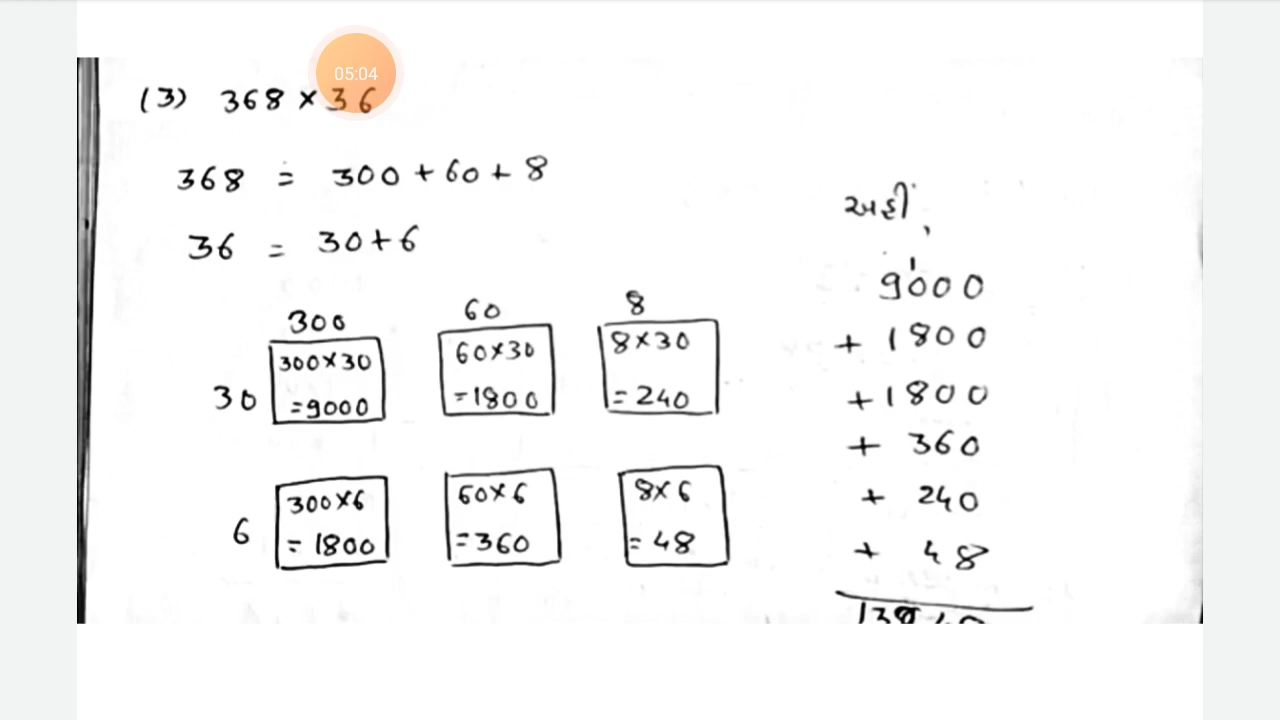 05:04
(3) 368 × 36
368 = 300 + 60 + 8
36 = 30 + 6
300 60 8
30 300×30 =9000 60×30 =1800 8×30 =240
6 300×6 =1800 60×6 =360 8×6 =48
અહીં,
1
9000
+ 1800
+ 1800
+ 360
+ 240
+ 48